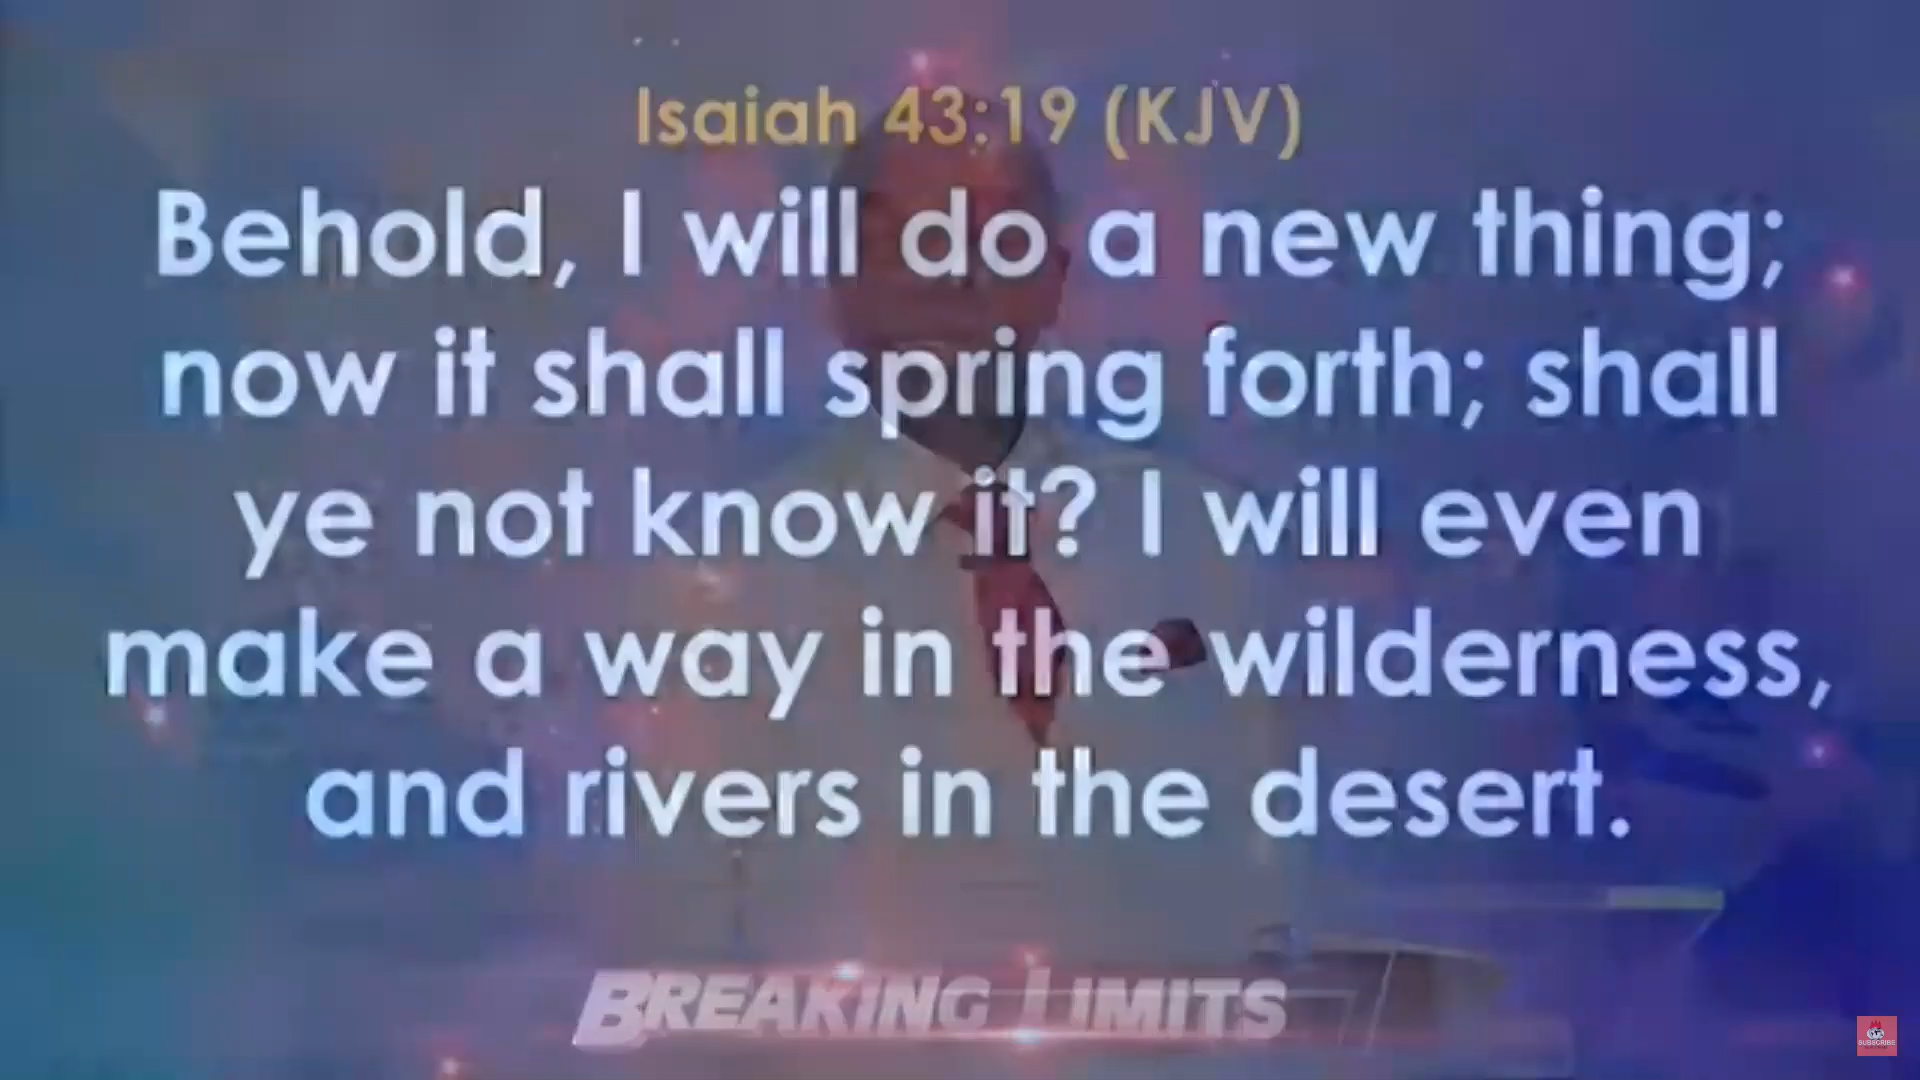 Isaiah 43:19 (KJV)
Behold, I will do a new thing;
now it shall spring forth; shall
ye not know it? I will even
make a way in the wilderness,
and rivers in the desert.
BREAKING LIMITS
SUBSCRIBE